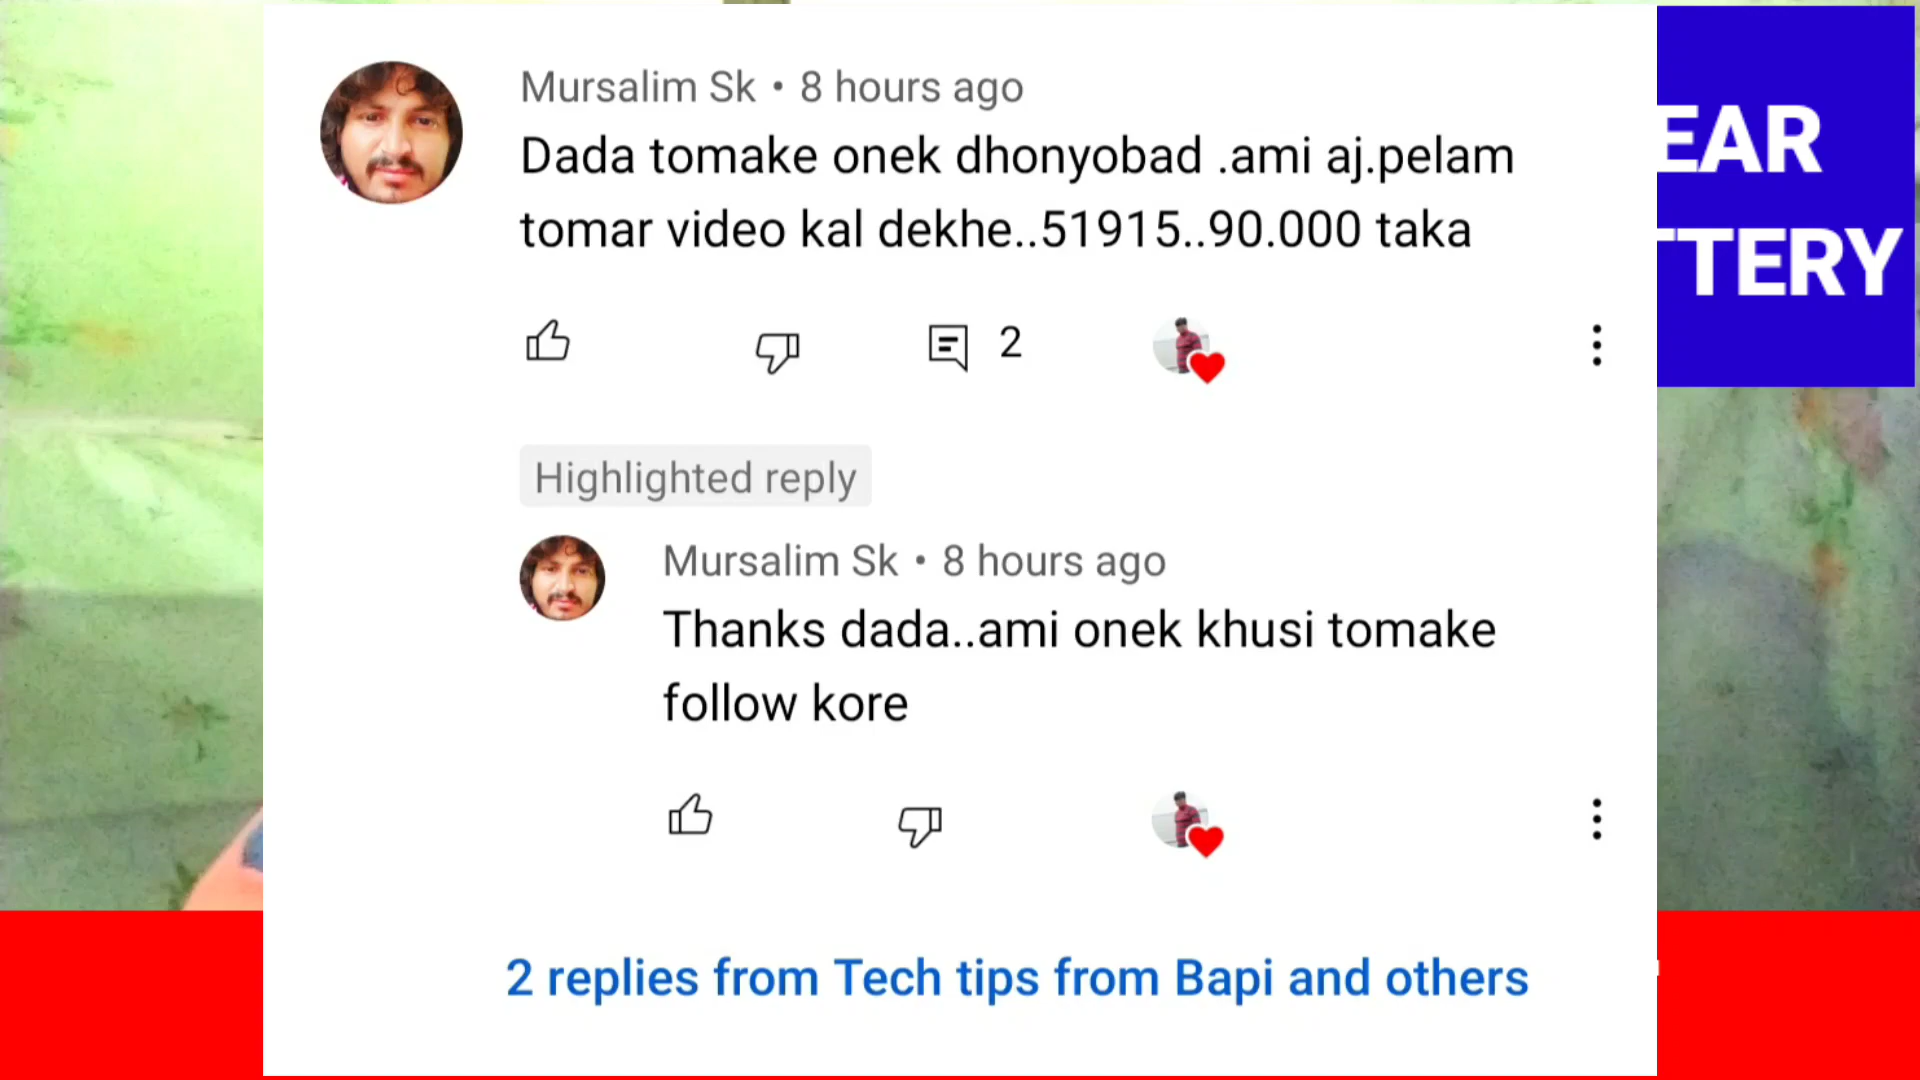 Mursalim Sk • 8 hours ago
Dada tomake onek dhonyobad .ami aj.pelam
tomar video kal dekhe..51915..90.000 taka
2
Highlighted reply
Mursalim Sk • 8 hours ago
Thanks dada..ami onek khusi tomake
follow kore
2 replies from Tech tips from Bapi and others
EAR
TTERY